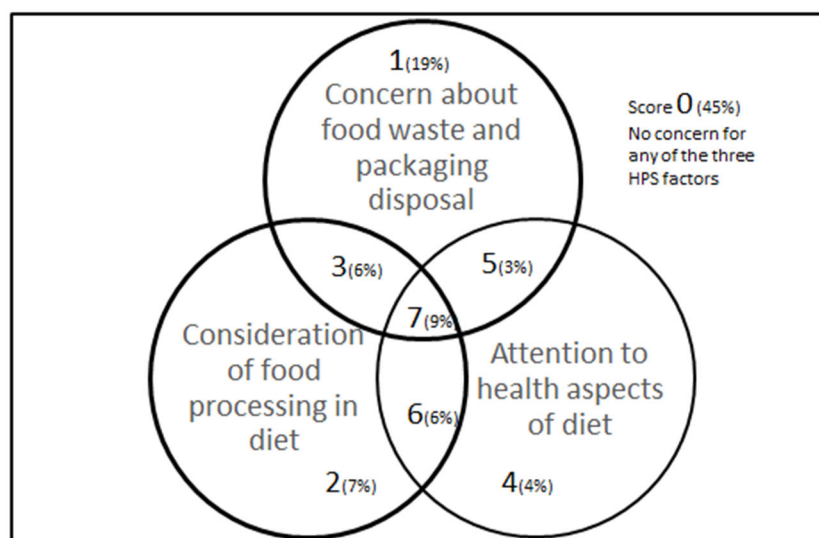 1(19%)
Concern about
food waste and
packaging
disposal
Score 0 (45%)
No concern for
any of the three
HPS factors
3(6%)
5(3%)
7(9%)
Consideration
of food
processing in
diet
Attention to
health aspects
of diet
6(6%)
2(7%)
4(4%)